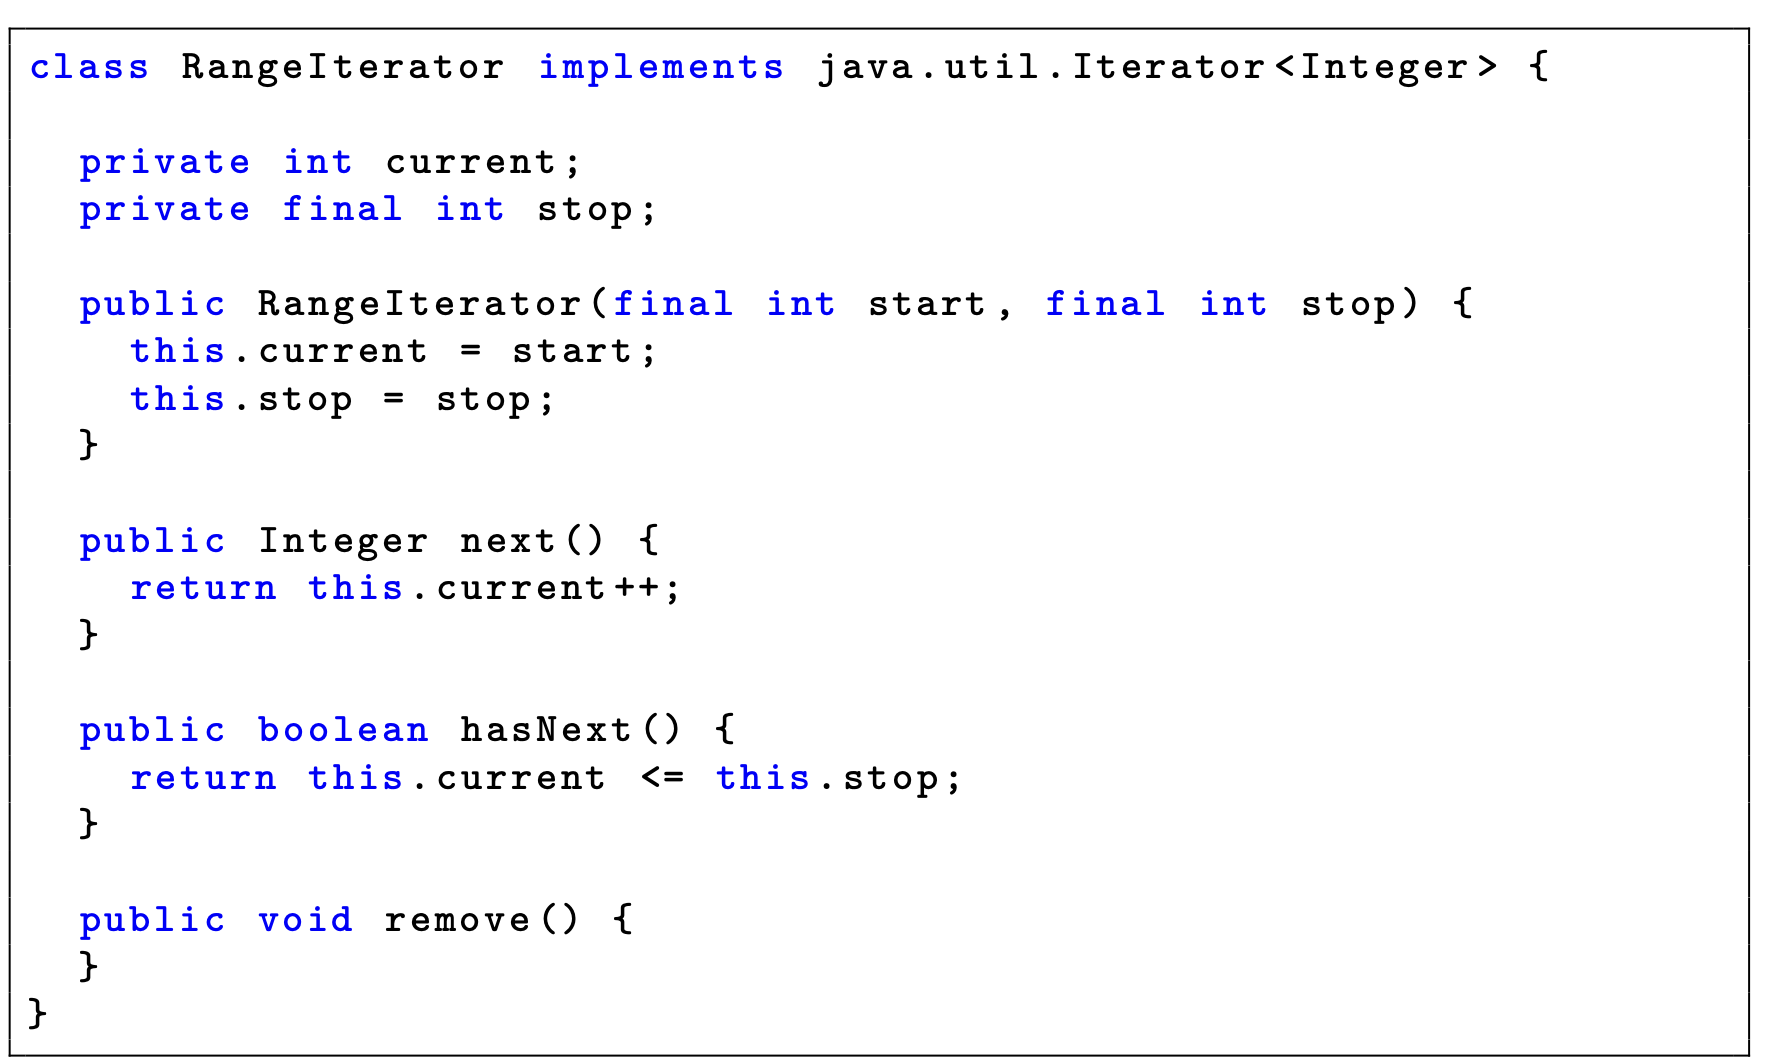 class RangeIterator implements java.util.Iterator<Integer> {
  private int current;
  private final int stop;
  public RangeIterator(final int start, final int stop) {
    this.current = start;
    this.stop = stop;
  }
  public Integer next() {
    return this.current++;
  }
  public boolean hasNext() {
    return this.current <= this.stop;
  }
  public void remove() {
  }
}